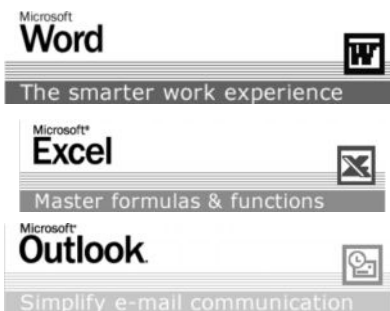 Microsoft
Word
The smarter work experience
Microsoft®
Excel
Master formulas & functions
Microsoft®
Outlook.
Simplify e-mail communication